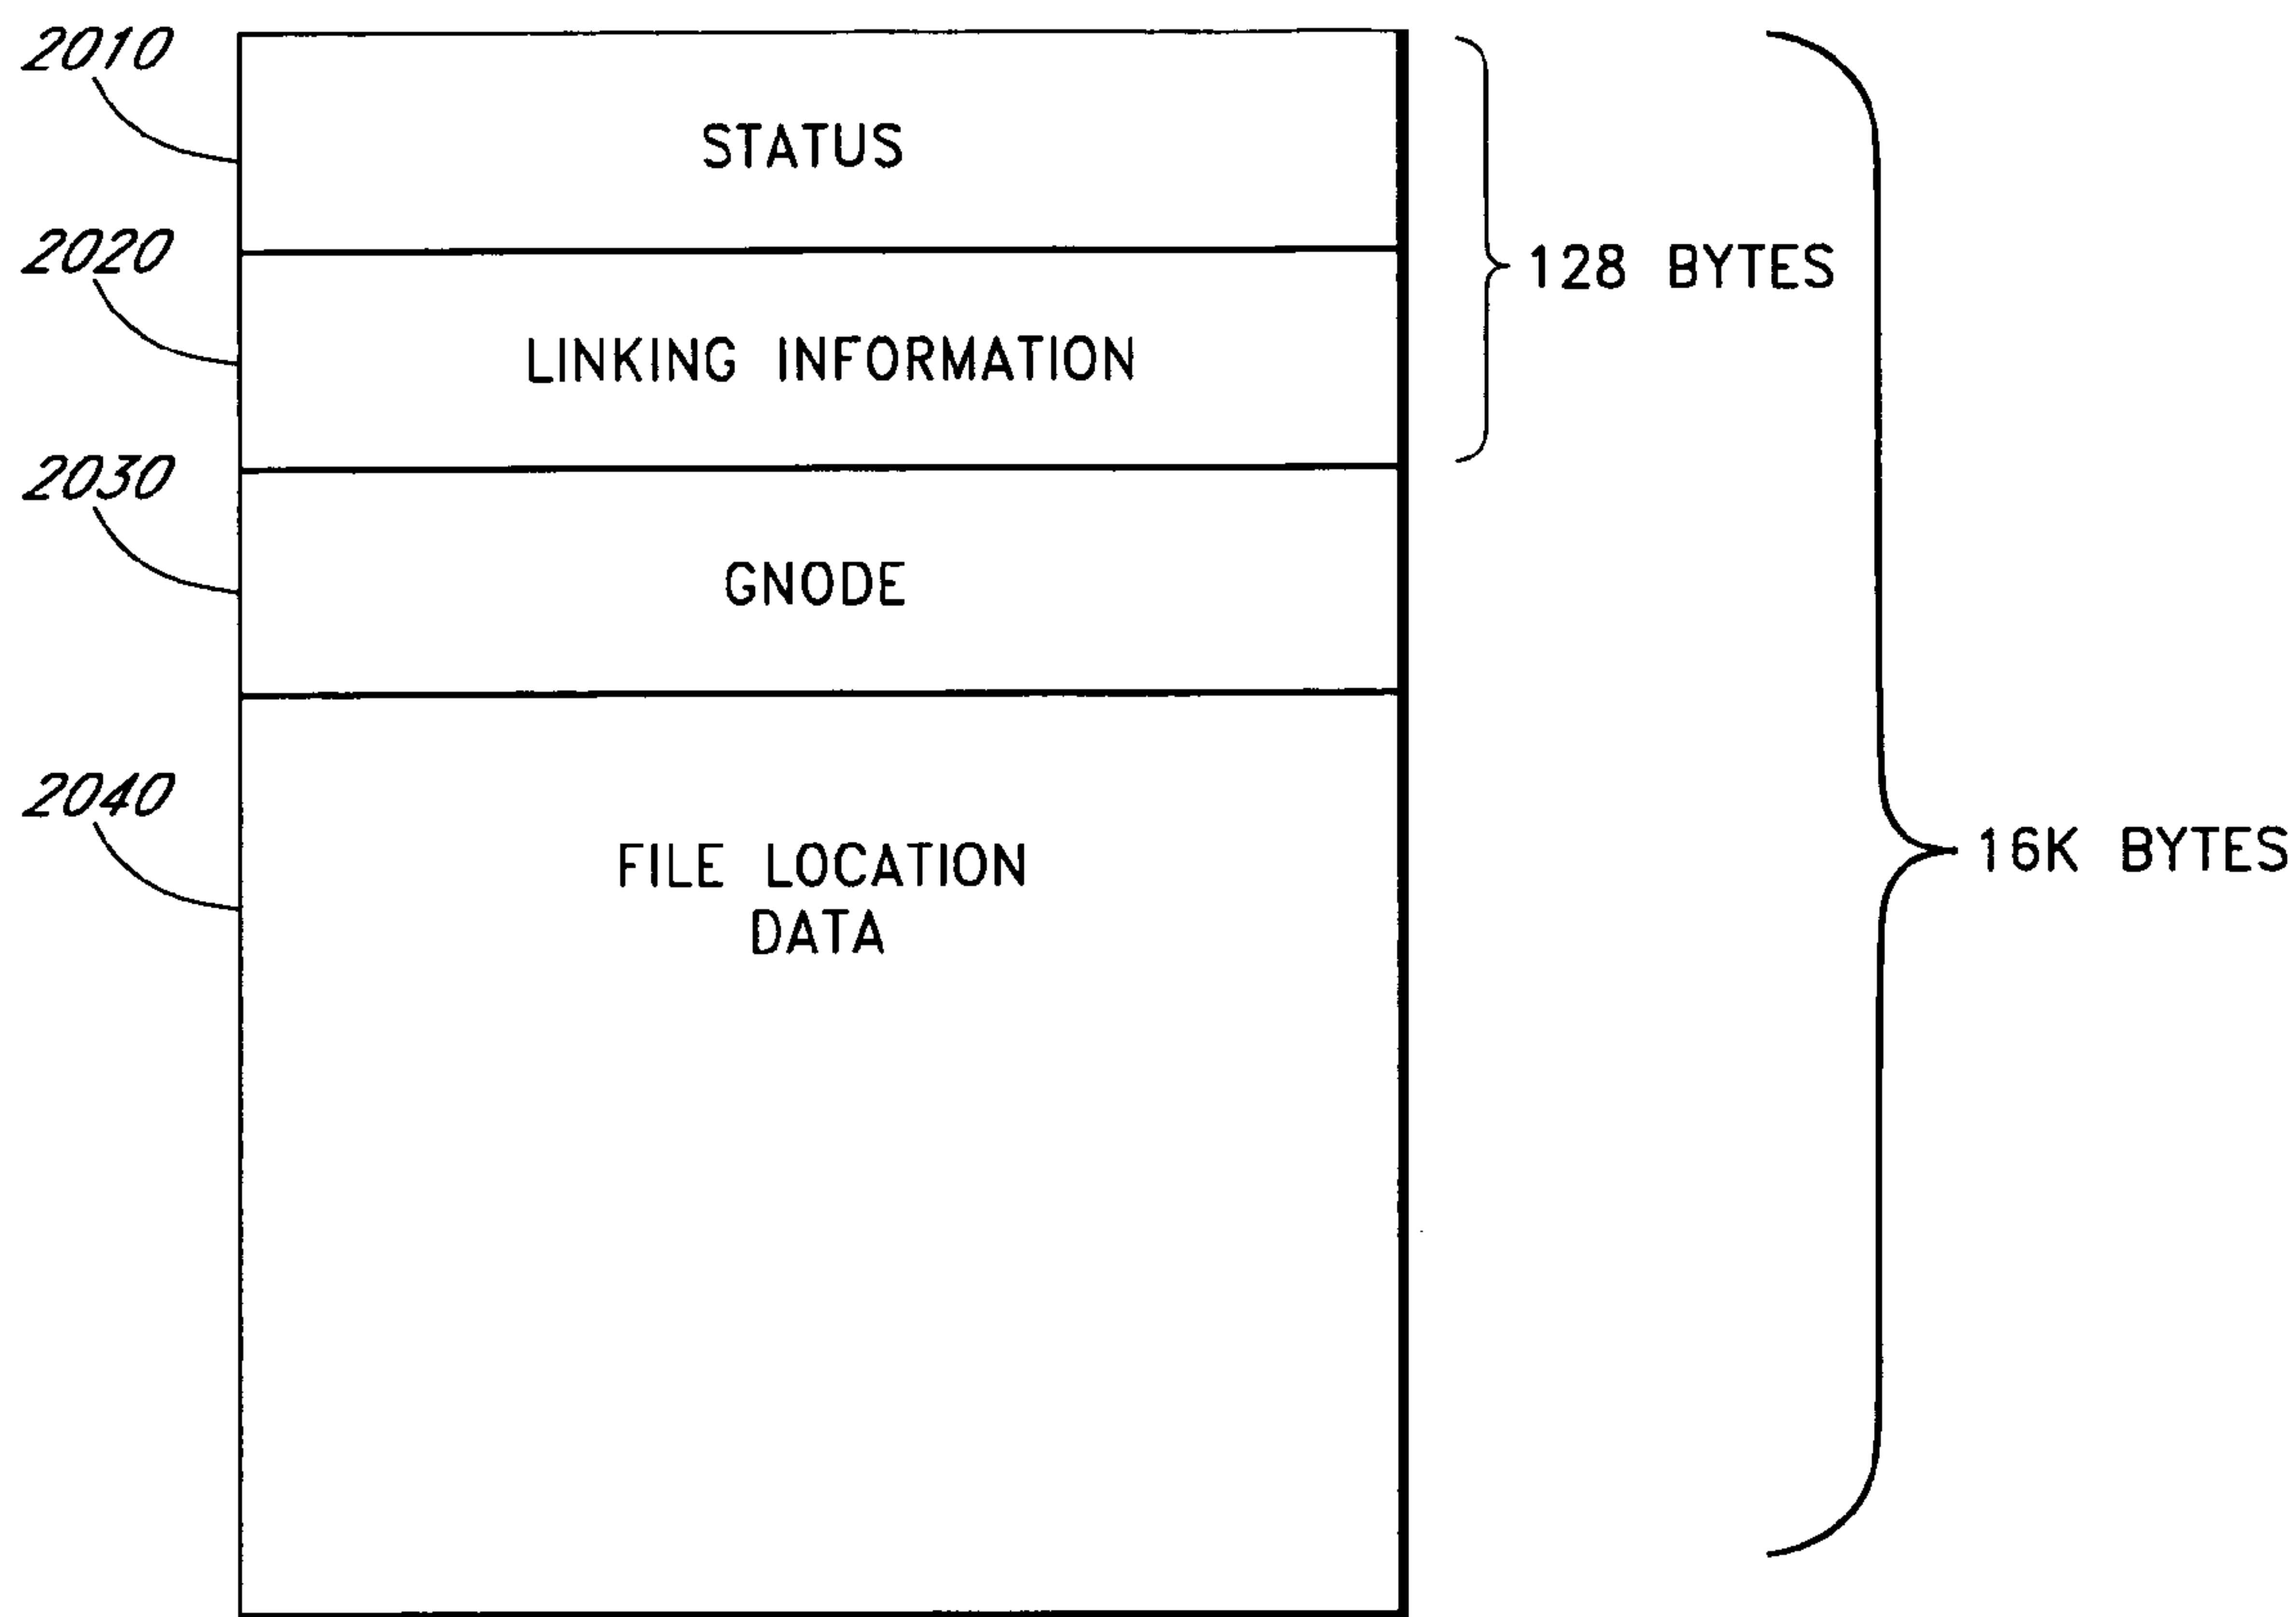 2010
STATUS
2020
128 BYTES
LINKING INFORMATION
2030
GNODE
2040
FILE LOCATION
DATA
16K BYTES